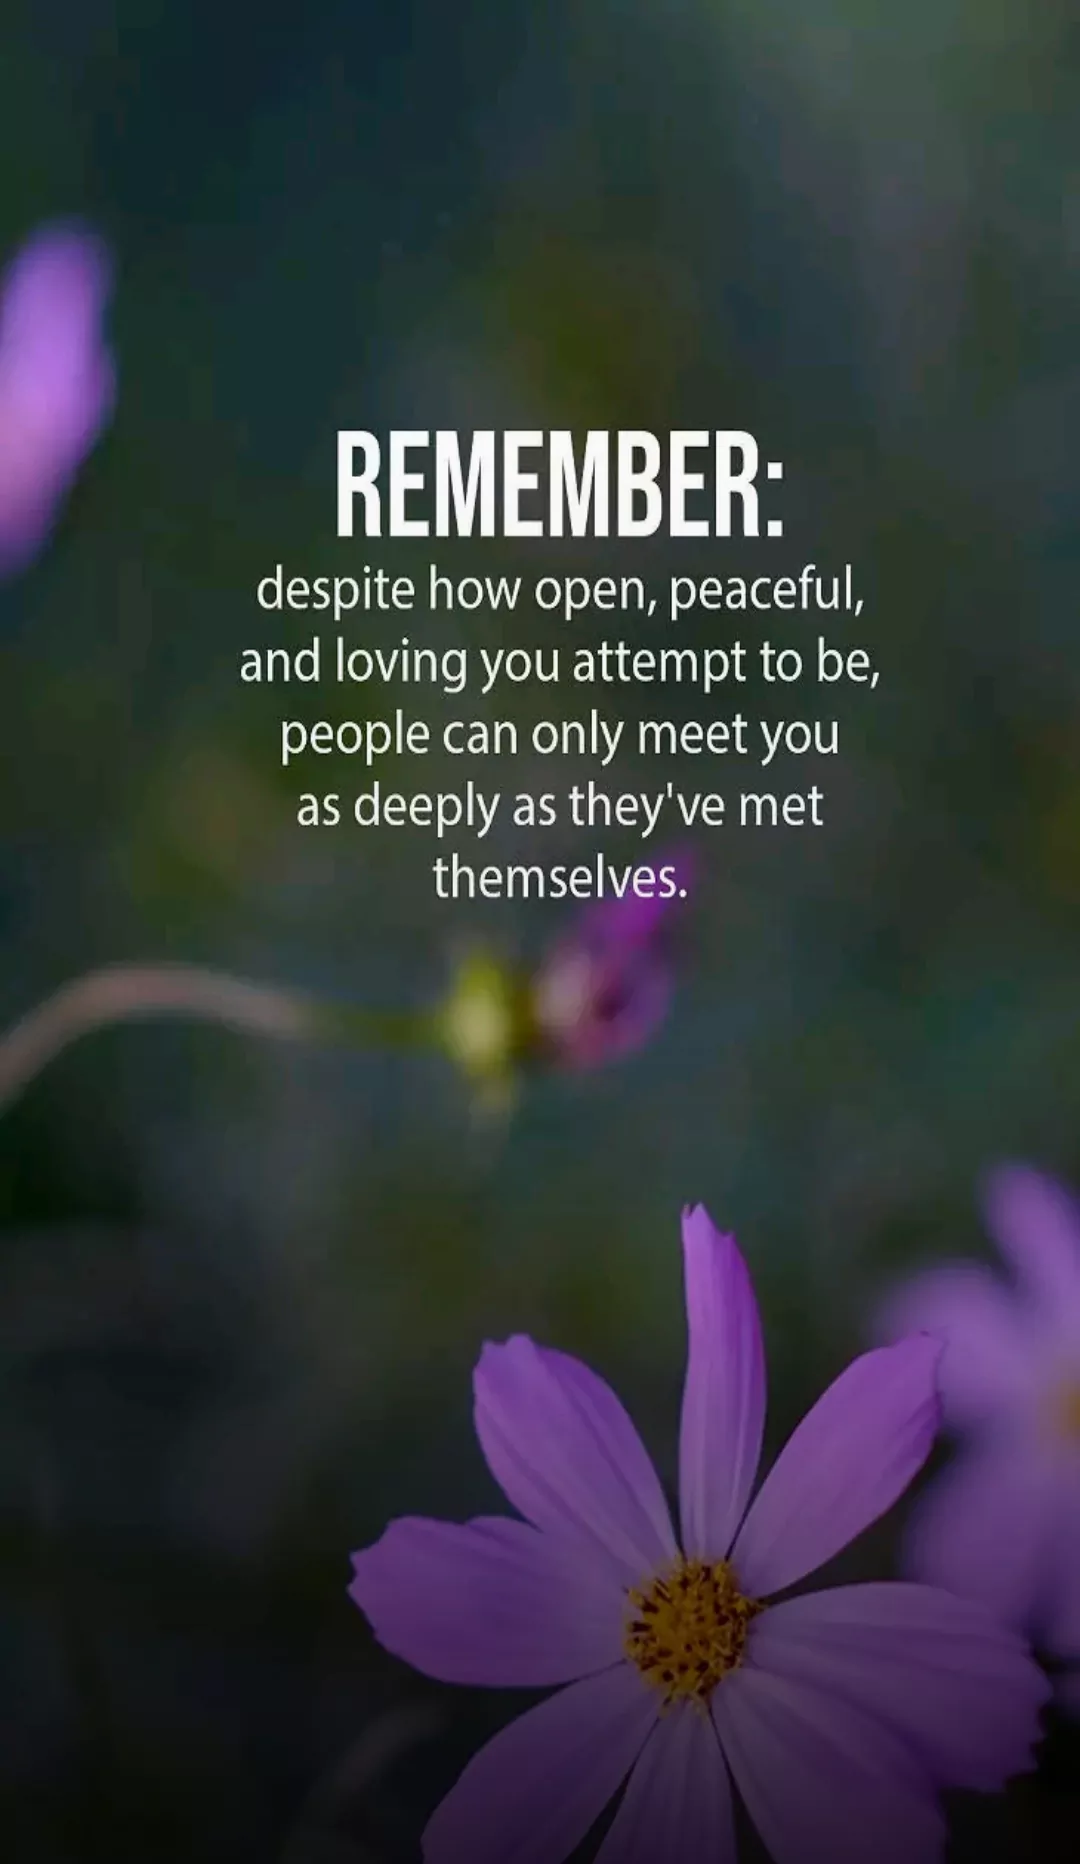 REMEMBER:
despite how open, peaceful,
and loving you attempt to be,
people can only meet you
as deeply as they've met
themselves.